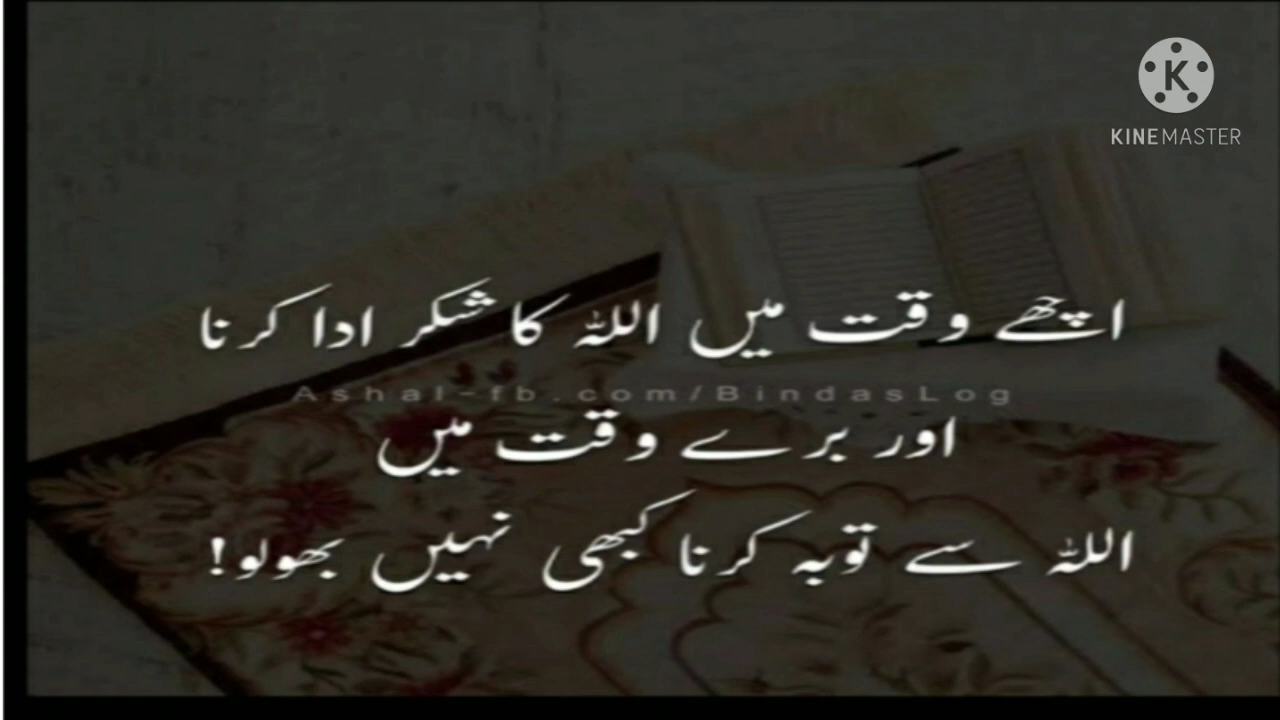 K
KINEMASTER
اچھے وقت میں اللہ کا شکر ادا کرنا
Ashal-fb.com/BindasLog
اور برے وقت میں
اللہ سے توبہ کرنا کبھی نہیں بھولو!